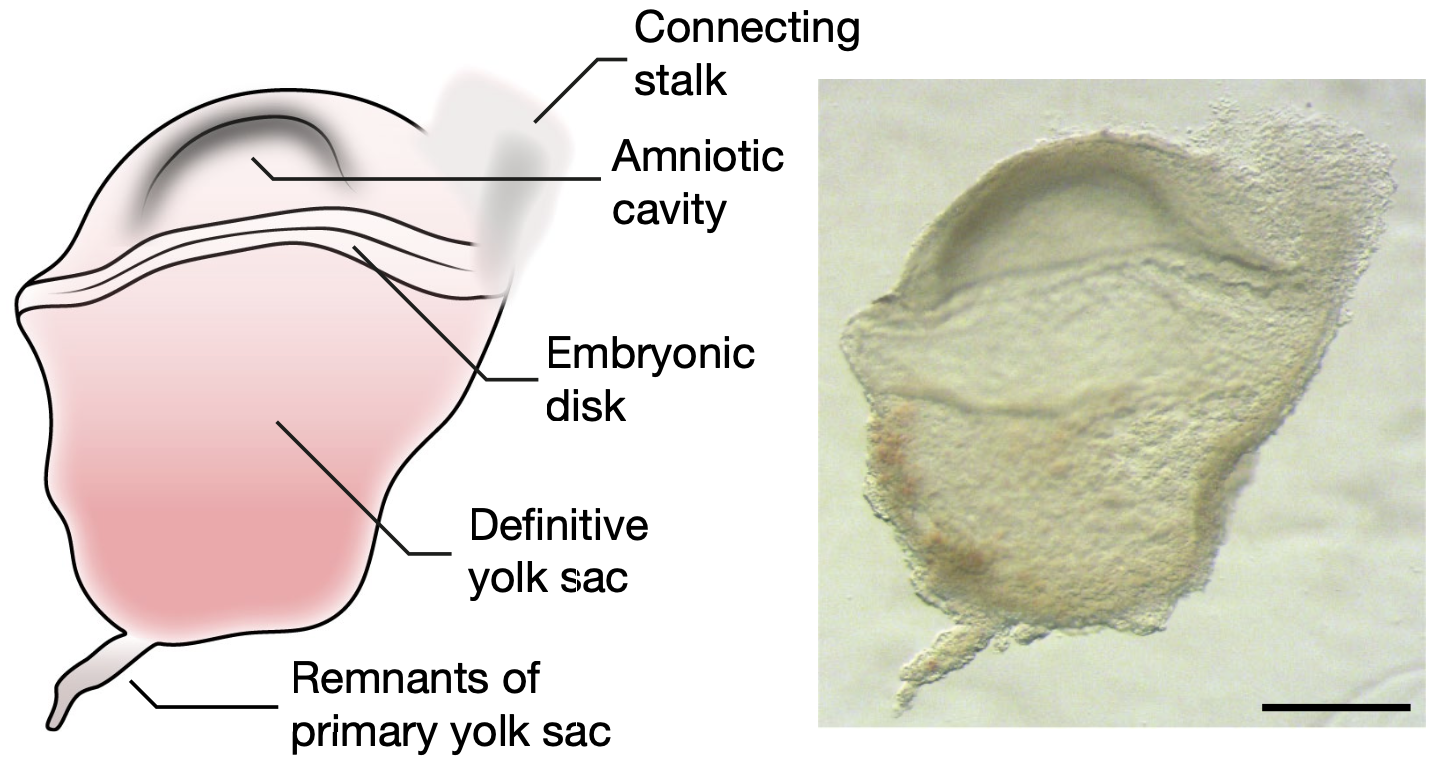 Connecting
stalk
Amniotic
cavity
Embryonic
disk
Definitive
yolk sac
Remnants of
primary yolk sac